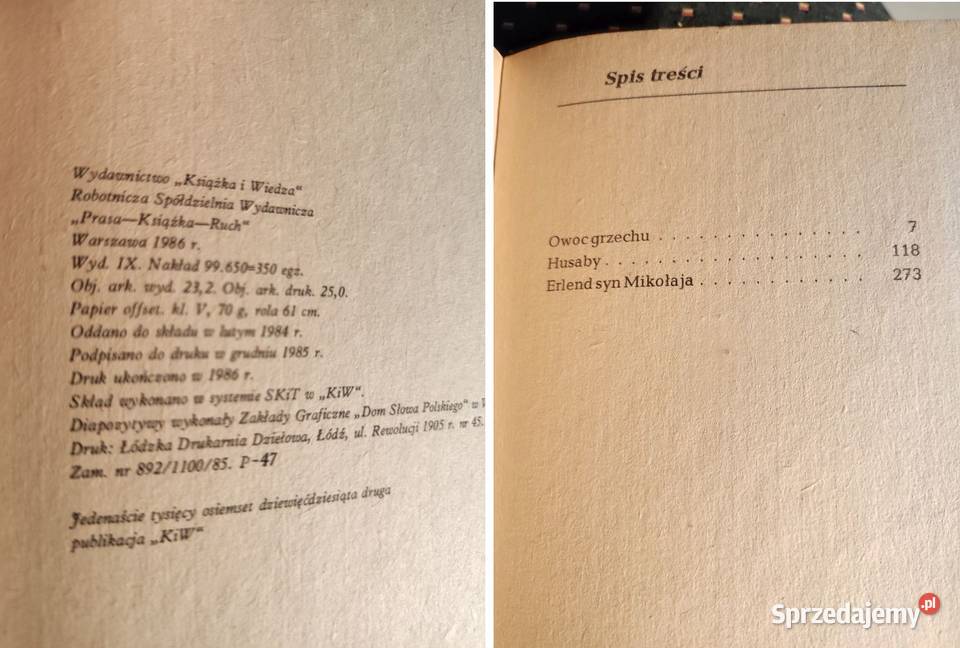 Wydawnictwo „Książka i Wiedza“
Robotnicza Spółdzielnia Wydawnicza
„Prasa—Książka—Ruch“
Warszawa 1986 r.
Wyd. IX. Nakład 99.650=350 egz.
Obj. ark. wyd. 23,2. Obj. ark. druk. 25,0.
Papier offset. kl. V, 70 g, rola 61 cm.
Oddano do składu w lutym 1984 r.
Podpisano do druku w grudniu 1985 r.
Druk ukończono w 1986 r.
Skład wykonano w systemie SKiT w „KiW“.
Diapozytywy wykonały Zakłady Graficzne „Dom Słowa Polskiego“ w
Druk: Łódzka Drukarnia Dziełowa, Łódź, ul. Rewolucji 1905 r. nr 45.
Zam. nr 892/1100/85. P-47
Jedenaście tysięcy osiemset dziewięćdziesiąta druga
publikacja „KiW“
Spis treści
Owoc grzechu . . . . . . . . . . . . . . . 7
Husaby . . . . . . . . . . . . . . . . . . 118
Erlend syn Mikołaja . . . . . . . . . . . . . 273
Sprzedajemy.pl